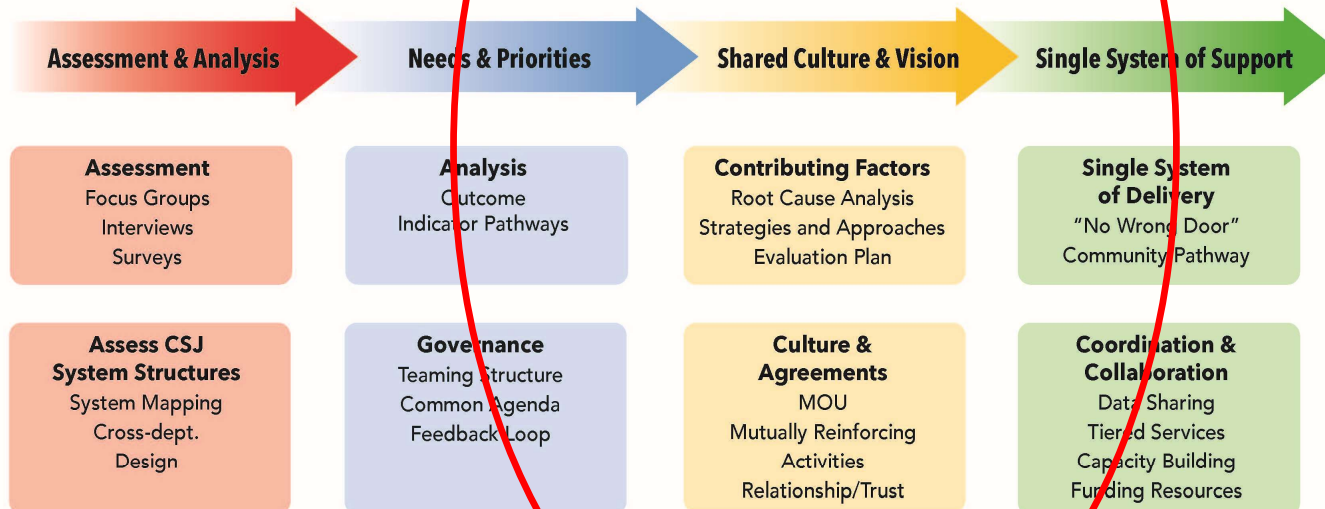 Assessment & Analysis
Needs & Priorities
Shared Culture & Vision
Single System of Support
Assessment
Focus Groups
Interviews
Surveys
Analysis
Outcome
Indicator Pathways
Contributing Factors
Root Cause Analysis
Strategies and Approaches
Evaluation Plan
Single System
of Delivery
"No Wrong Door"
Community Pathway
Assess CSJ
System Structures
System Mapping
Cross-dept.
Design
Governance
Teaming Structure
Common Agenda
Feedback Loop
Culture &
Agreements
MOU
Mutually Reinforcing
Activities
Relationship/Trust
Coordination &
Collaboration
Data Sharing
Tiered Services
Capacity Building
Funding Resources